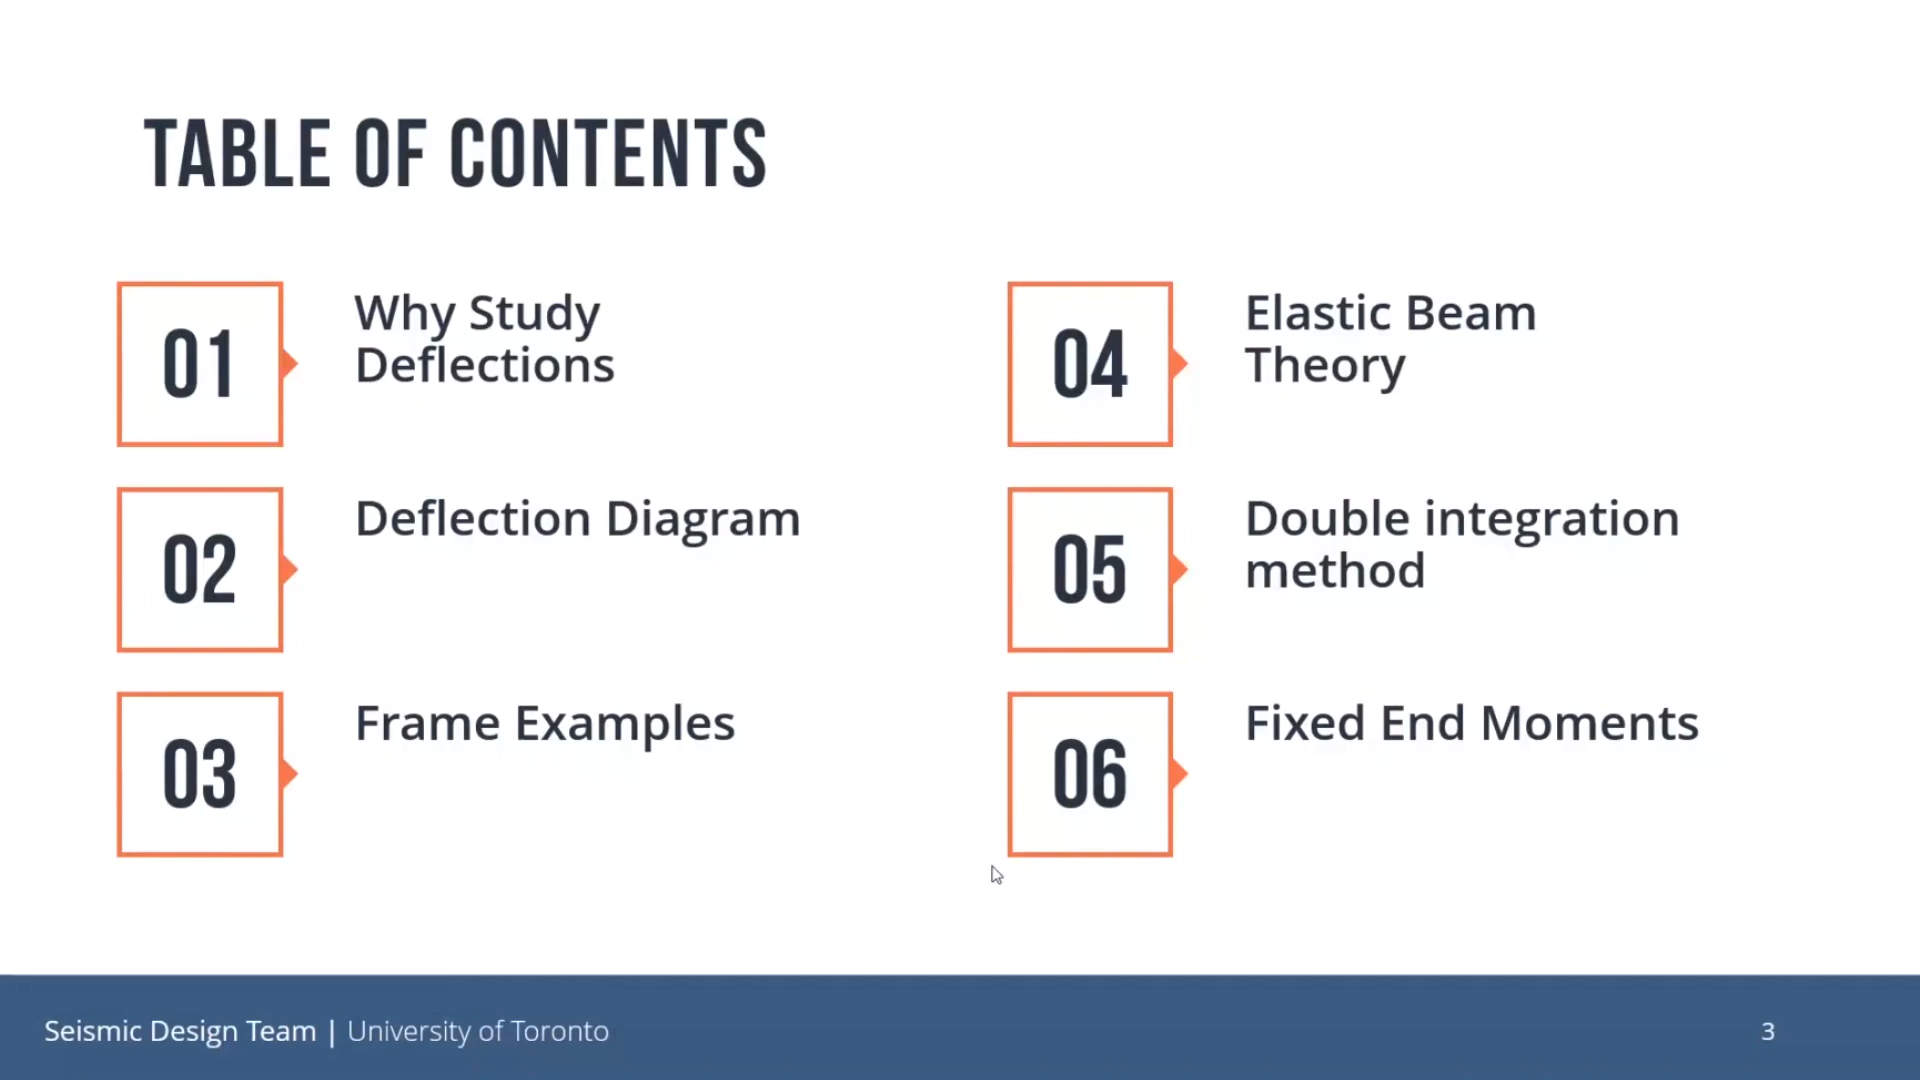 TABLE OF CONTENTS
01
Why Study
Deflections
02
Deflection Diagram
03
Frame Examples
04
Elastic Beam
Theory
05
Double integration
method
06
Fixed End Moments
Seismic Design Team | University of Toronto
3